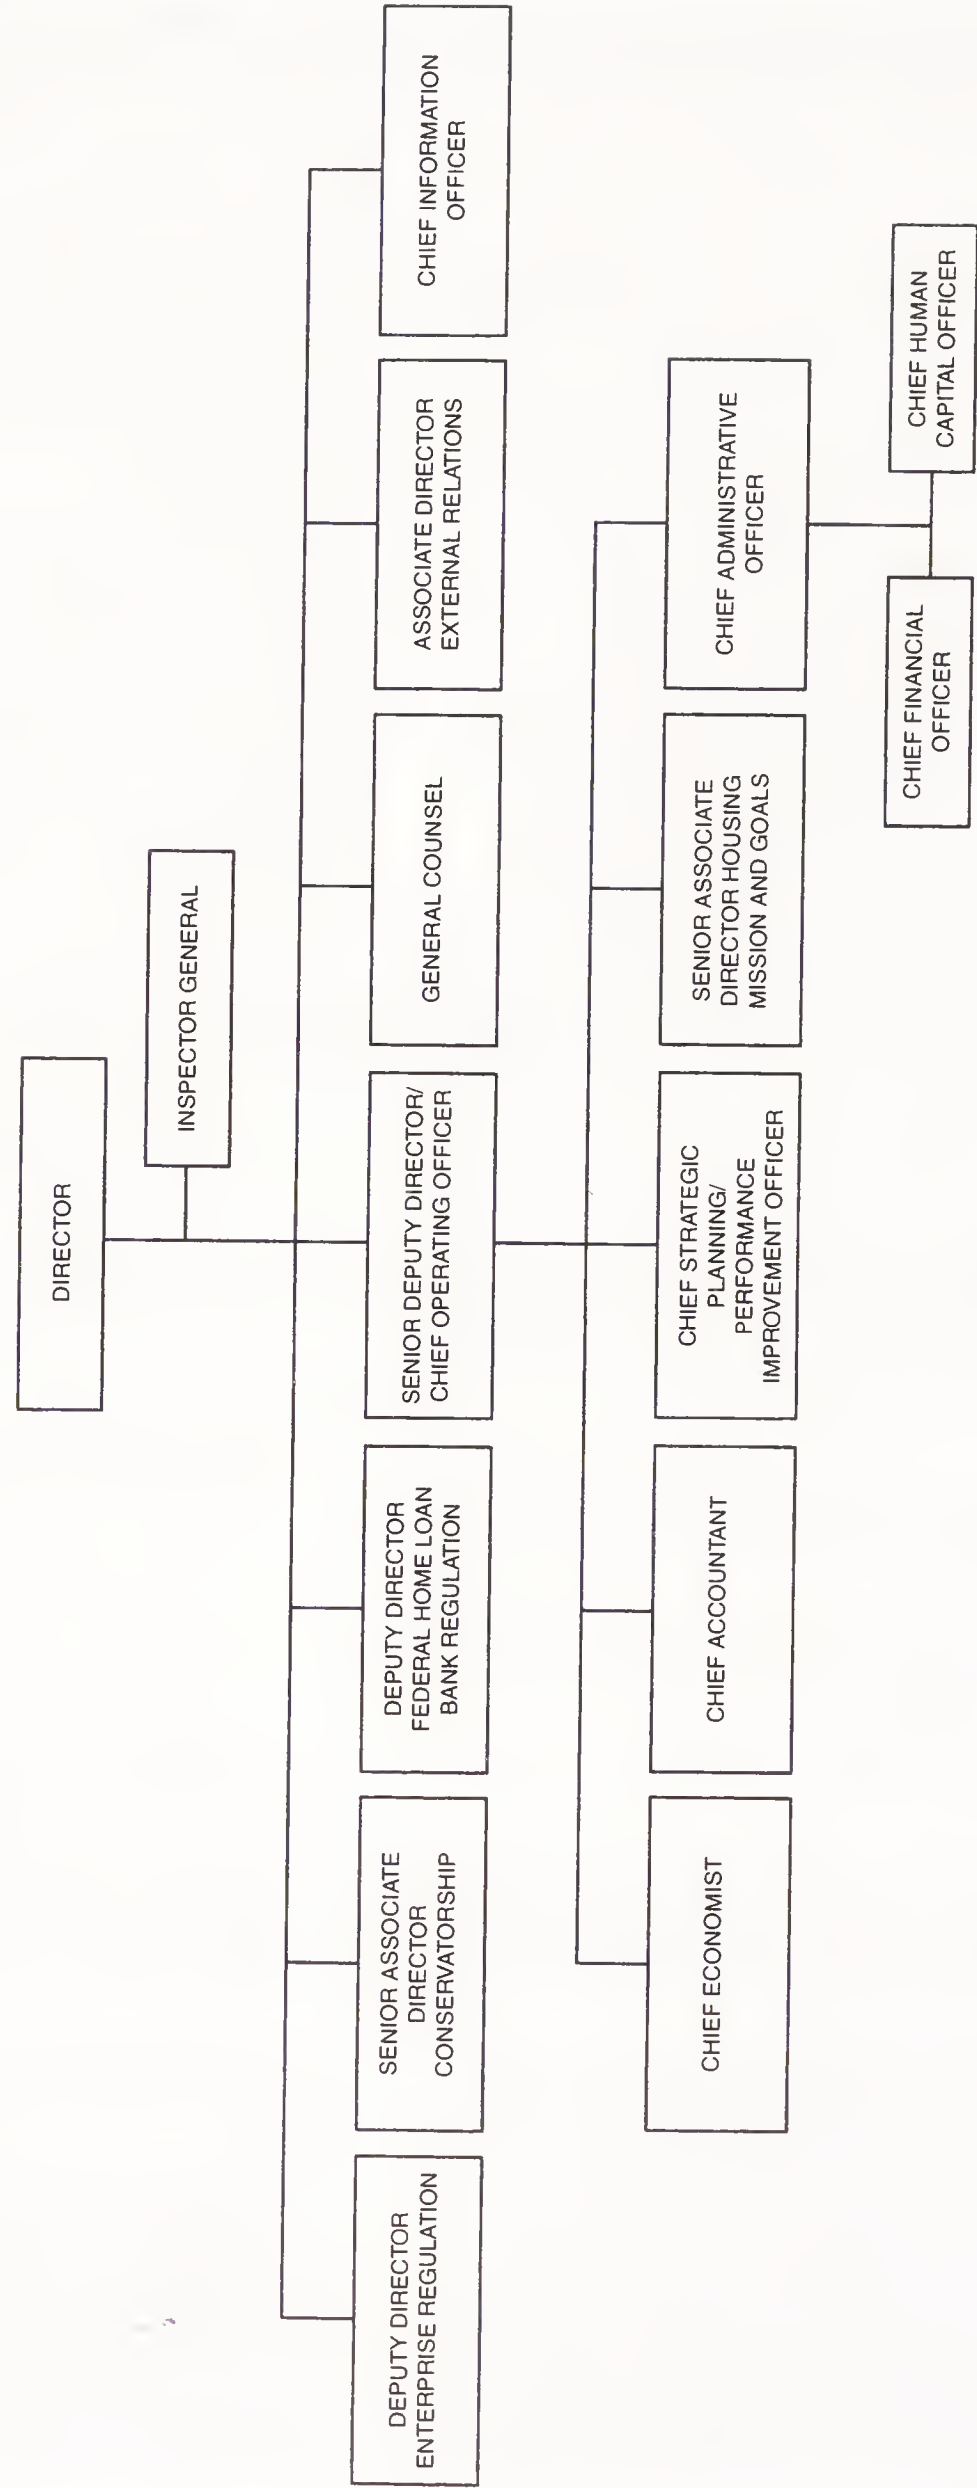 DIRECTOR
INSPECTOR GENERAL
DEPUTY DIRECTOR
ENTERPRISE REGULATION
SENIOR ASSOCIATE
DIRECTOR
CONSERVATORSHIP
DEPUTY DIRECTOR
FEDERAL HOME LOAN
BANK REGULATION
SENIOR DEPUTY DIRECTOR/
CHIEF OPERATING OFFICER
GENERAL COUNSEL
ASSOCIATE DIRECTOR
EXTERNAL RELATIONS
CHIEF INFORMATION
OFFICER
CHIEF ECONOMIST
CHIEF ACCOUNTANT
CHIEF STRATEGIC
PLANNING/
PERFORMANCE
IMPROVEMENT OFFICER
SENIOR ASSOCIATE
DIRECTOR HOUSING
MISSION AND GOALS
CHIEF ADMINISTRATIVE
OFFICER
CHIEF FINANCIAL
OFFICER
CHIEF HUMAN
CAPITAL OFFICER